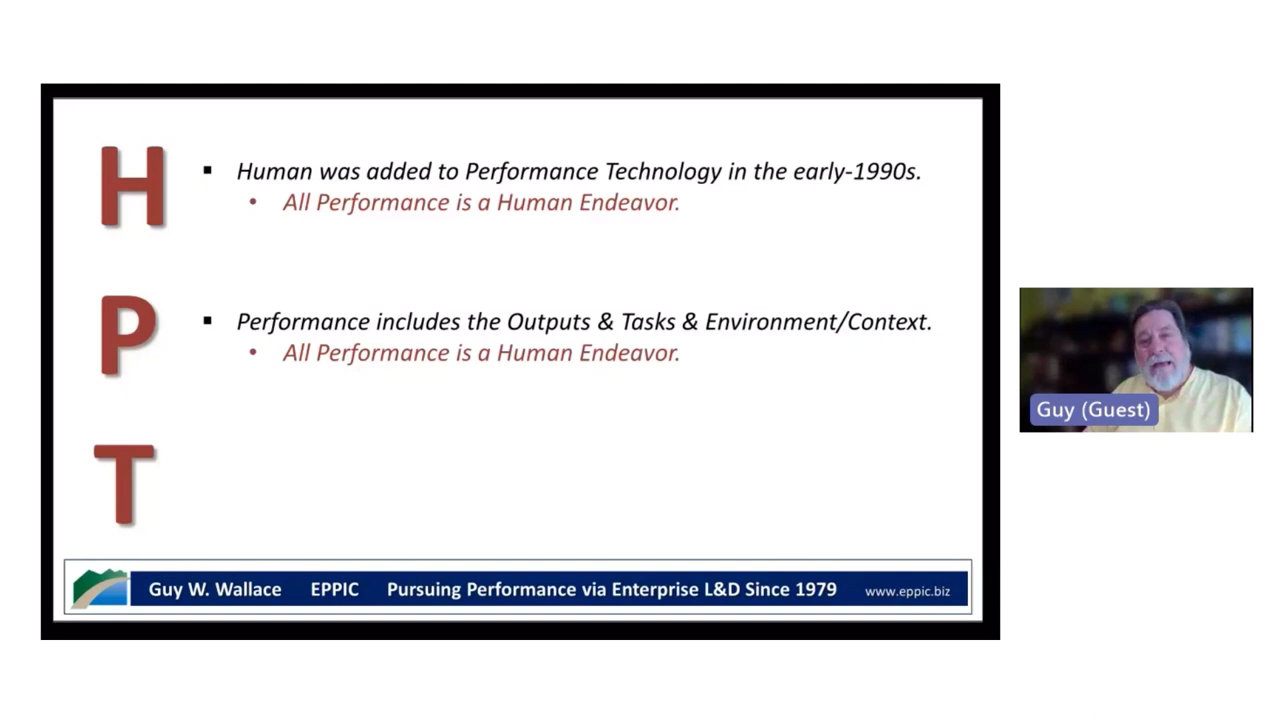 H
▪ Human was added to Performance Technology in the early-1990s.
• All Performance is a Human Endeavor.
P
▪ Performance includes the Outputs & Tasks & Environment/Context.
• All Performance is a Human Endeavor.
T
Guy W. Wallace EPPIC Pursuing Performance via Enterprise L&D Since 1979 www.eppic.biz
Guy (Guest)